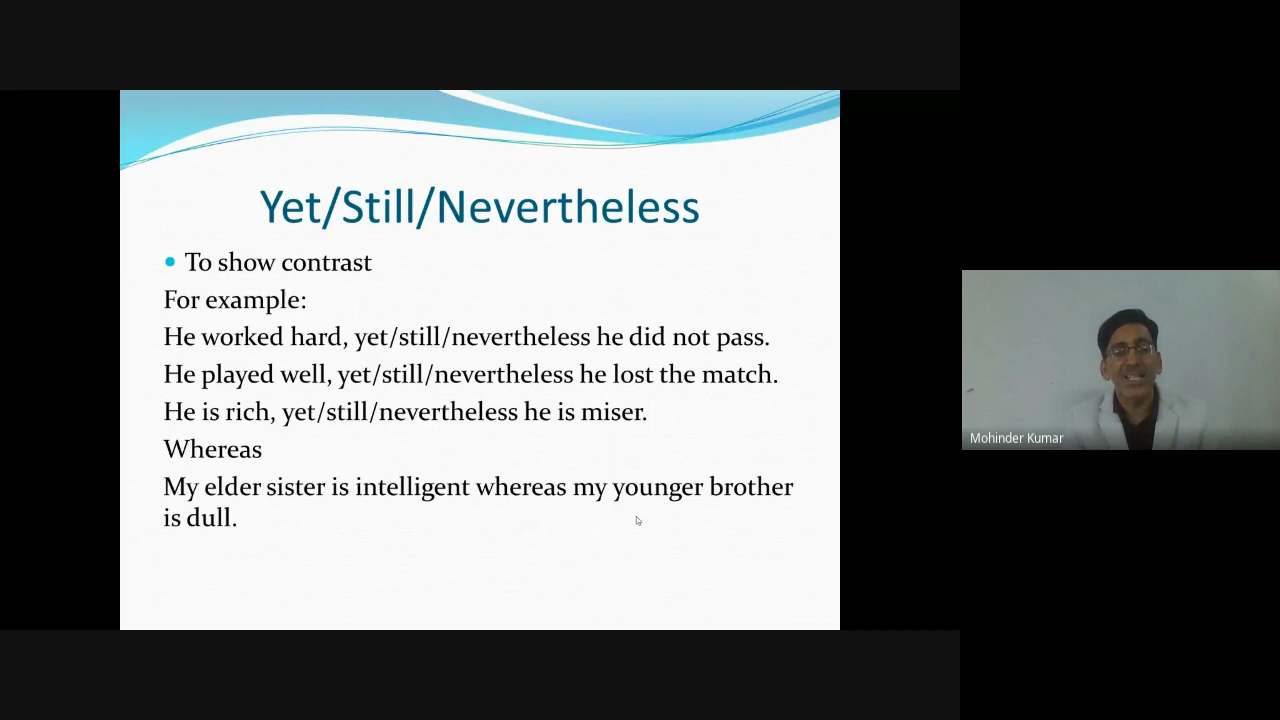 Yet/Still/Nevertheless
To show contrast
For example:
He worked hard, yet/still/nevertheless he did not pass.
He played well, yet/still/nevertheless he lost the match.
He is rich, yet/still/nevertheless he is miser.
Whereas
My elder sister is intelligent whereas my younger brother
is dull.
Mohinder Kumar